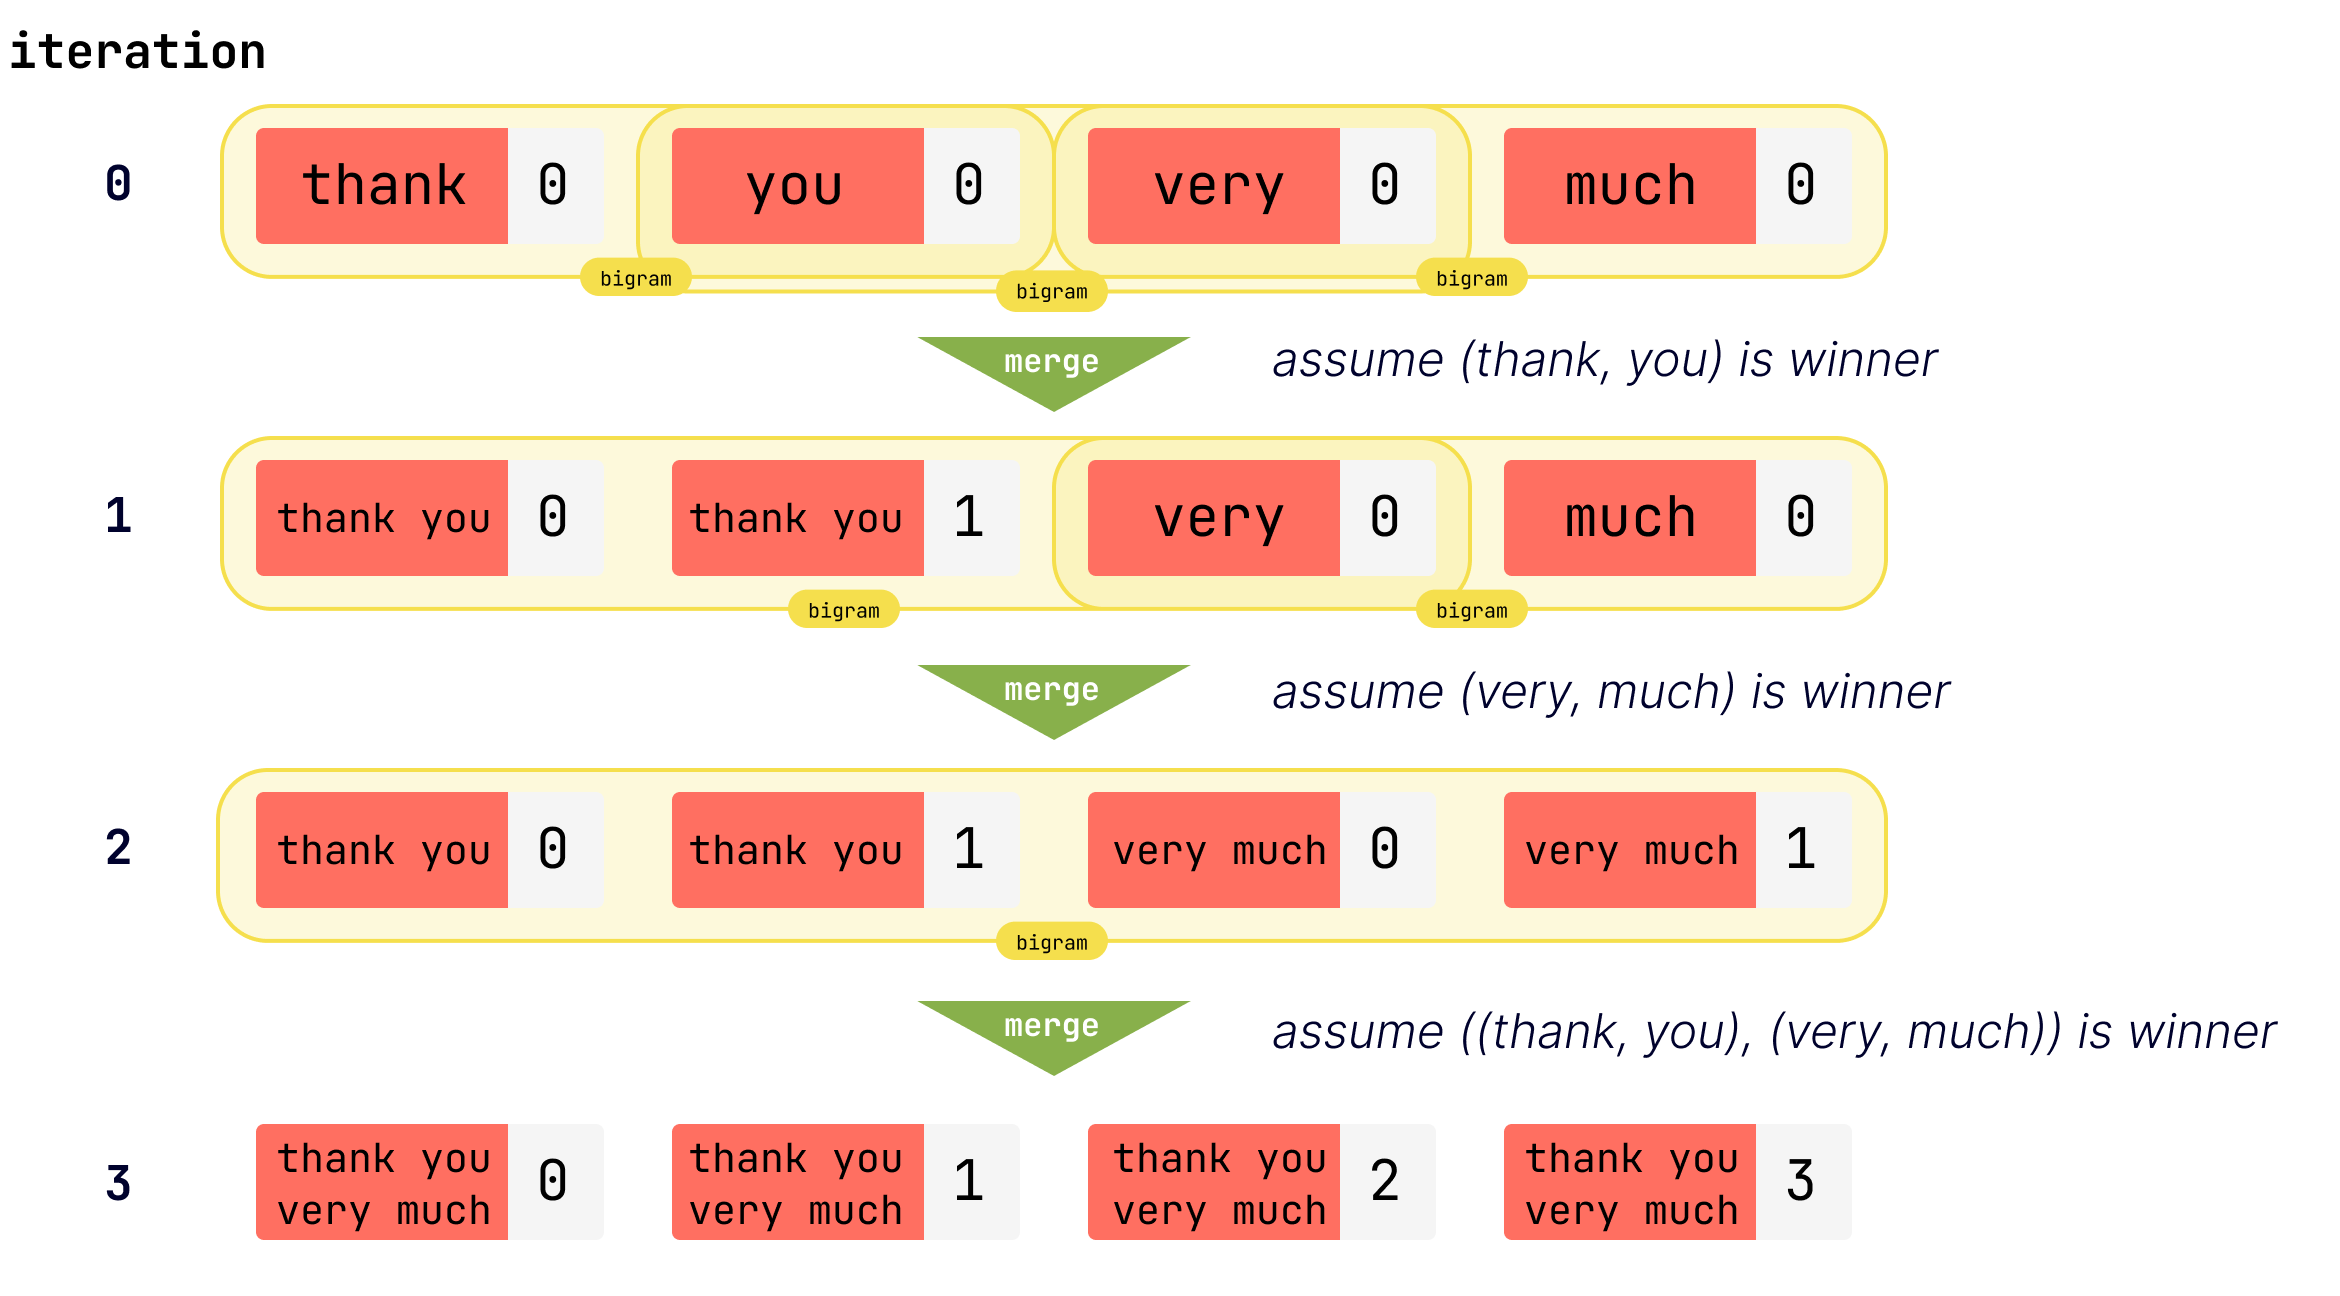 iteration
0 thank 0 you 0 very 0 much 0
bigram bigram bigram
merge assume (thank, you) is winner
1 thank you 0 thank you 1 very 0 much 0
bigram bigram
merge assume (very, much) is winner
2 thank you 0 thank you 1 very much 0 very much 1
bigram
merge assume ((thank, you), (very, much)) is winner
3 thank you very much 0 thank you very much 1 thank you very much 2 thank you very much 3